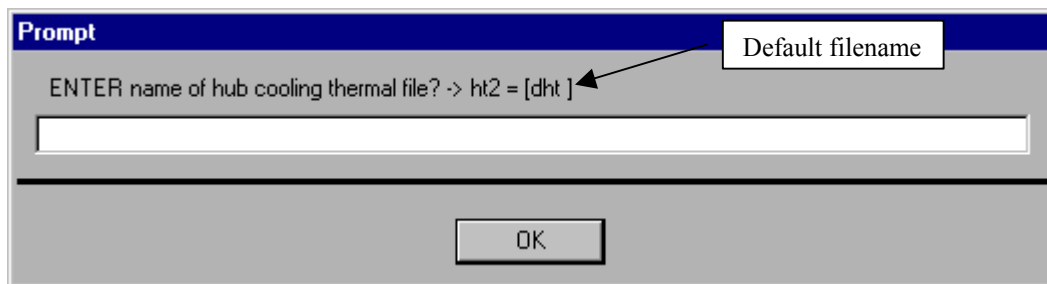 Prompt
Default filename
ENTER name of hub cooling thermal file? -> ht2 = [dht ]
OK